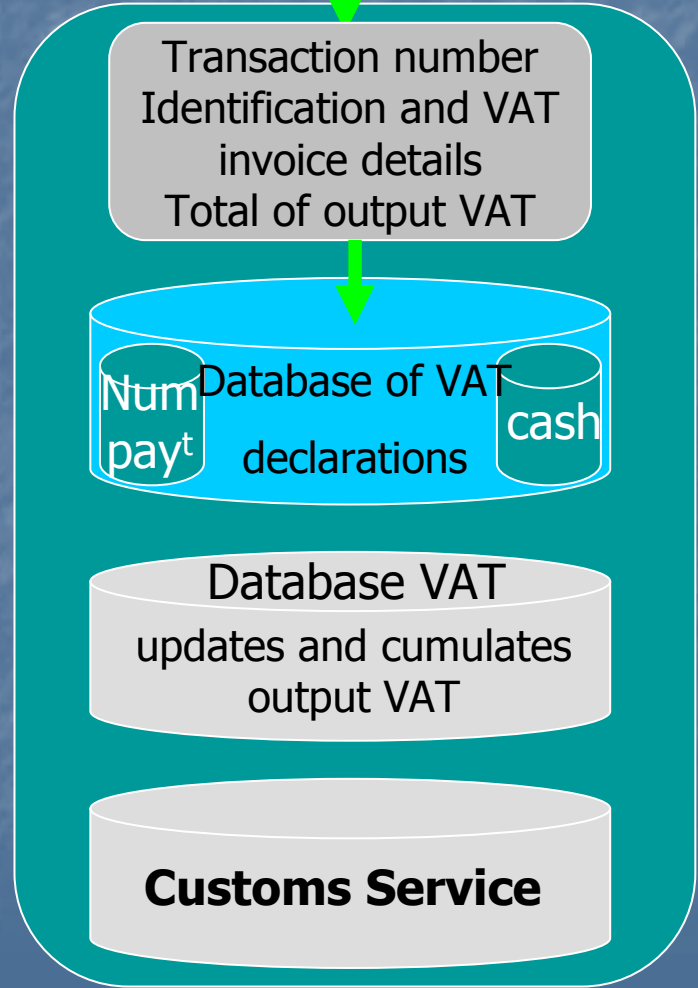 Transaction number
Identification and VAT
invoice details
Total of output VAT
Num
payᵗ
Database of VAT
declarations
cash
Database VAT
updates and cumulates
output VAT
Customs Service